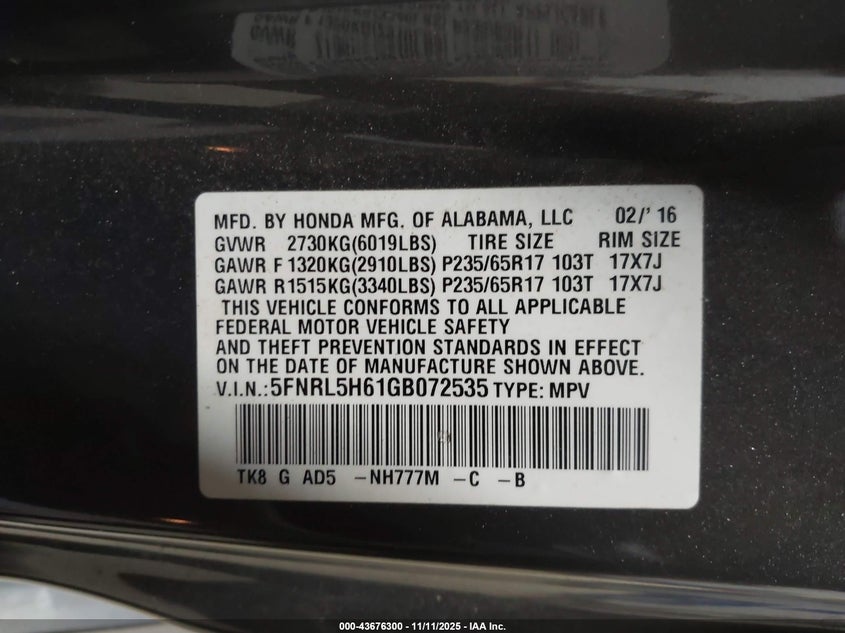 MFD. BY HONDA MFG. OF ALABAMA, LLC 02/' 16
GVWR 2730KG(6019LBS) TIRE SIZE RIM SIZE
GAWR F 1320KG(2910LBS) P235/65R17 103T 17X7J
GAWR R1515KG(3340LBS) P235/65R17 103T 17X7J
THIS VEHICLE CONFORMS TO ALL APPLICABLE
FEDERAL MOTOR VEHICLE SAFETY
AND THEFT PREVENTION STANDARDS IN EFFECT
ON THE DATE OF MANUFACTURE SHOWN ABOVE.
V.I.N.: 5FNRL5H61GB072535 TYPE: MPV
TK8 G AD5 -NH777M -C -B
000-43676300 - 11/11/2025 - IAA Inc.